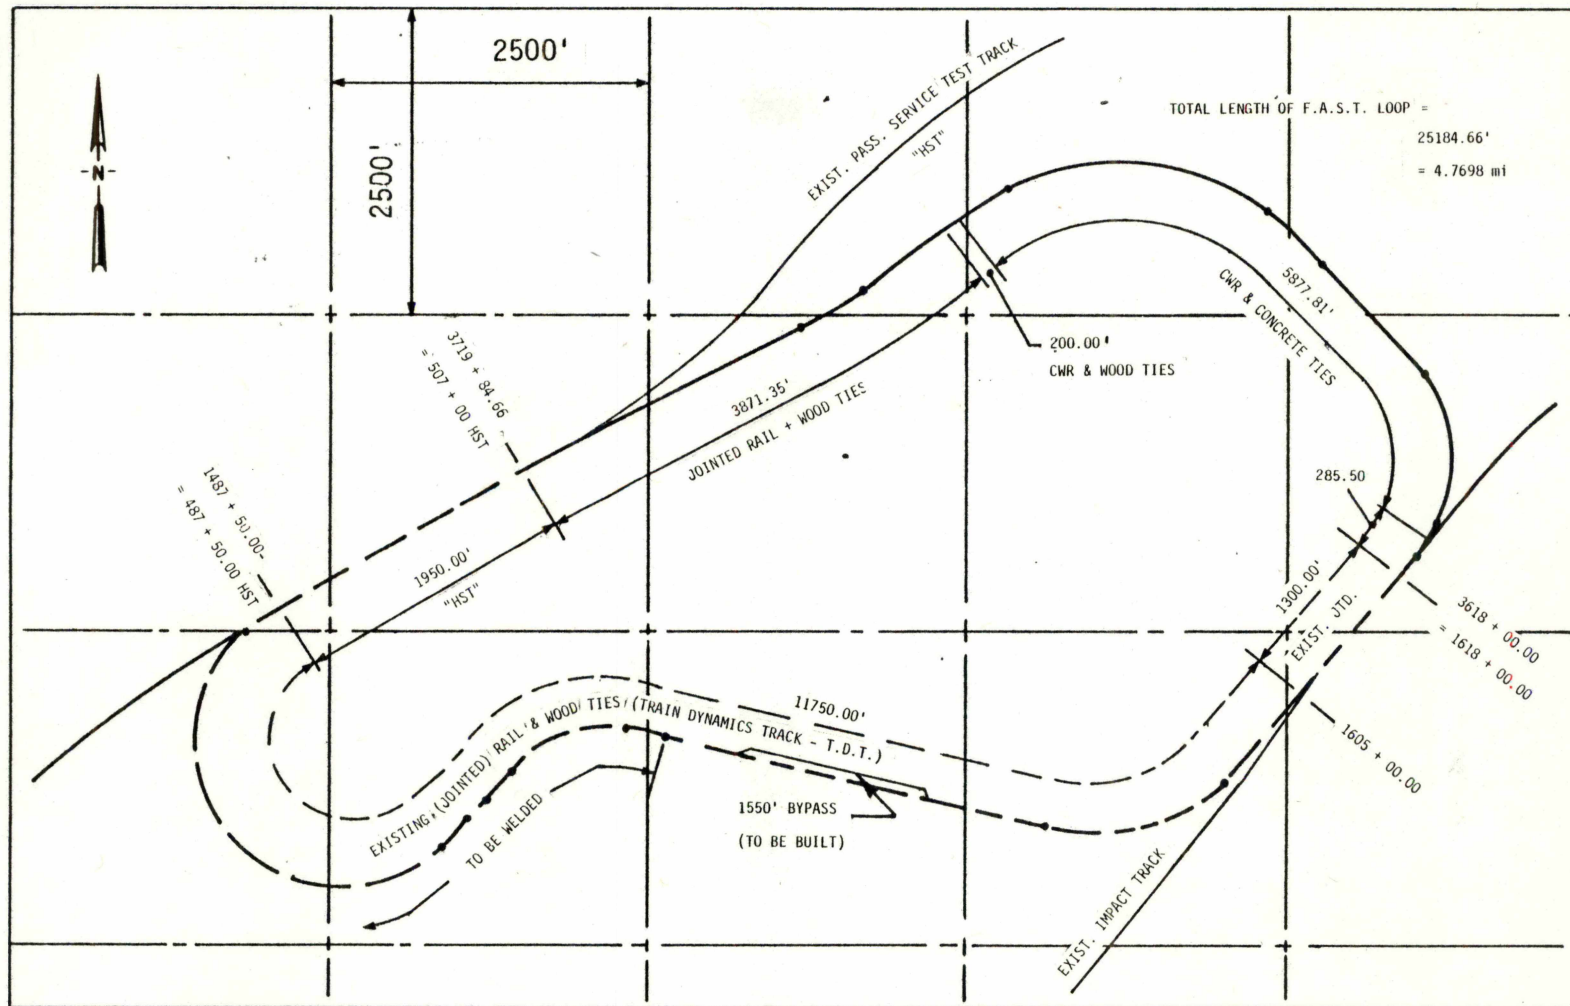 2500'
2500'
N
EXIST. PASS. SERVICE TEST TRACK
"HST"
TOTAL LENGTH OF F.A.S.T. LOOP =
25184.66'
= 4.7698 mi
5877.81'
CWR & CONCRETE TIES
200.00'
CWR & WOOD TIES
3719 + 84.66
= 507 + 00 HST
3871.35'
JOINTED RAIL + WOOD TIES
1487 + 50.00
= 487 + 50.00 HST
1950.00'
"HST"
285.50
1300.00'
EXIST. JTD.
3618 + 00.00
= 1618 + 00.00
1605 + 00.00
11750.00'
EXISTING (JOINTED) RAIL & WOOD TIES (TRAIN DYNAMICS TRACK - T.D.T.)
TO BE WELDED
1550' BYPASS
(TO BE BUILT)
EXIST. IMPACT TRACK